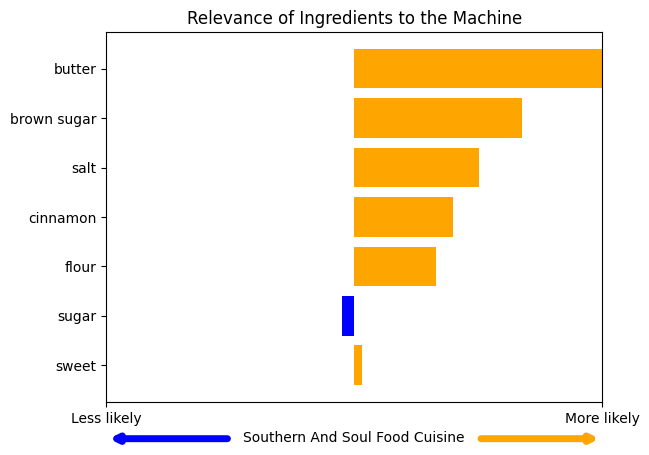 Relevance of Ingredients to the Machine
butter
brown sugar
salt
cinnamon
flour
sugar
sweet
Less likely
More likely
Southern And Soul Food Cuisine